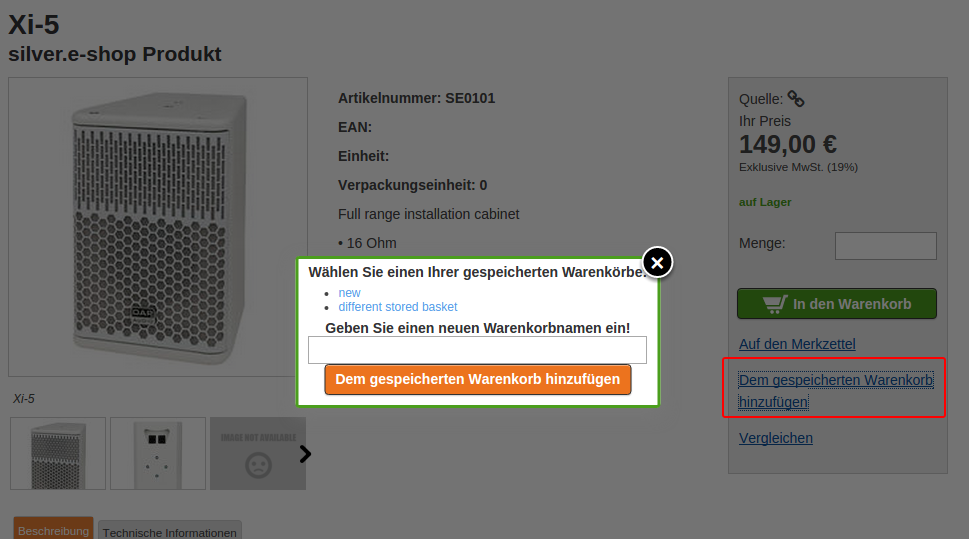 Xi-5
silver.e-shop Produkt
Artikelnummer: SE0101
EAN:
Einheit:
Verpackungseinheit: 0
Full range installation cabinet
• 16 Ohm
Quelle:
Ihr Preis
149,00 €
Exklusive MwSt. (19%)
auf Lager
Menge:
In den Warenkorb
Auf den Merkzettel
Dem gespeicherten Warenkorb
hinzufügen
Vergleichen
Wählen Sie einen Ihrer gespeicherten Warenkörbe
• new
• different stored basket
Geben Sie einen neuen Warenkorbnamen ein!
Dem gespeicherten Warenkorb hinzufügen
DAP
Xi-5
IMAGE NOT AVAILABLE
Beschreibung
Technische Informationen